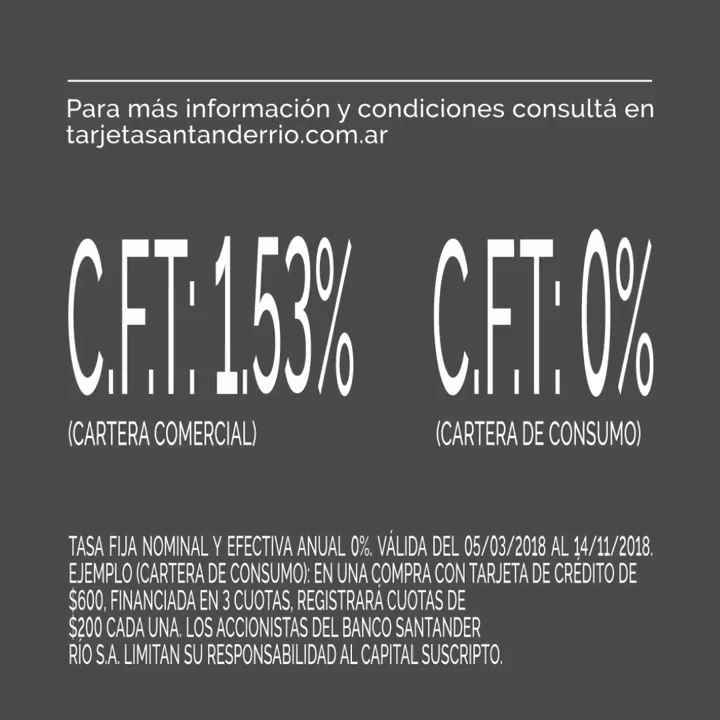 Para más información y condiciones consultá en
tarjetasantanderrio.com.ar
C.F.T.: 1.53% C.F.T.: 0%
(CARTERA COMERCIAL) (CARTERA DE CONSUMO)
TASA FIJA NOMINAL Y EFECTIVA ANUAL 0%. VÁLIDA DEL 05/03/2018 AL 14/11/2018.
EJEMPLO (CARTERA DE CONSUMO): EN UNA COMPRA CON TARJETA DE CRÉDITO DE
$600, FINANCIADA EN 3 CUOTAS, REGISTRARÁ CUOTAS DE
$200 CADA UNA. LOS ACCIONISTAS DEL BANCO SANTANDER
RÍO S.A. LIMITAN SU RESPONSABILIDAD AL CAPITAL SUSCRIPTO.